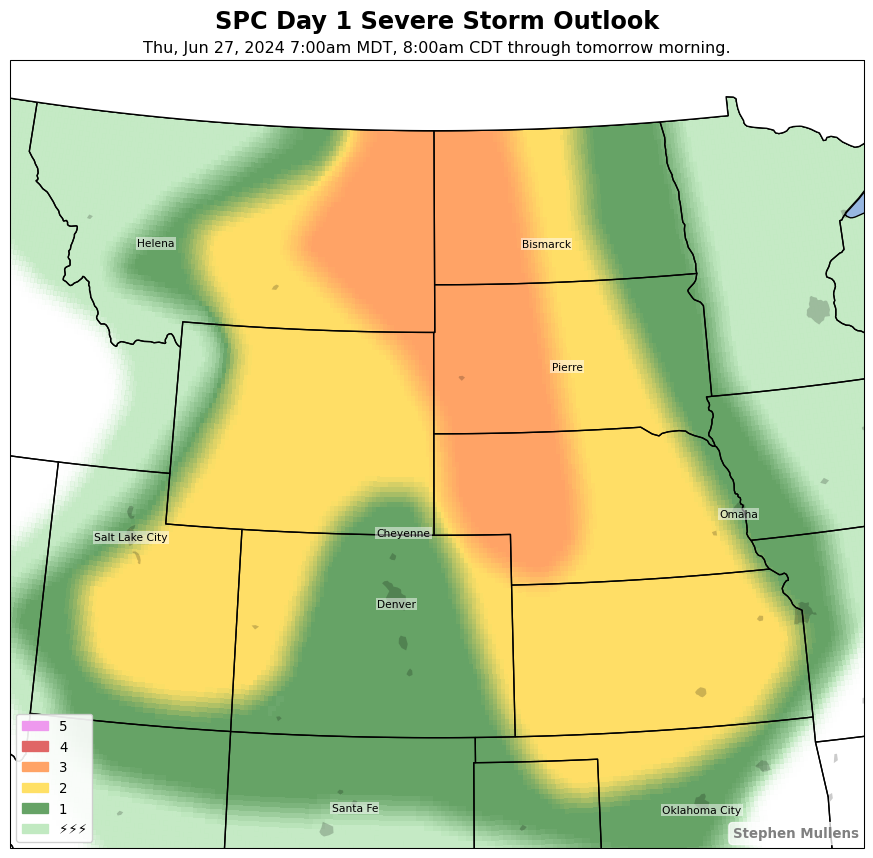 SPC Day 1 Severe Storm Outlook
Thu, Jun 27, 2024 7:00am MDT, 8:00am CDT through tomorrow morning.
Helena
Bismarck
Pierre
Omaha
Salt Lake City
Cheyenne
Denver
5
4
3
2
1
⚡⚡⚡
Santa Fe
Oklahoma City
Stephen Mullens